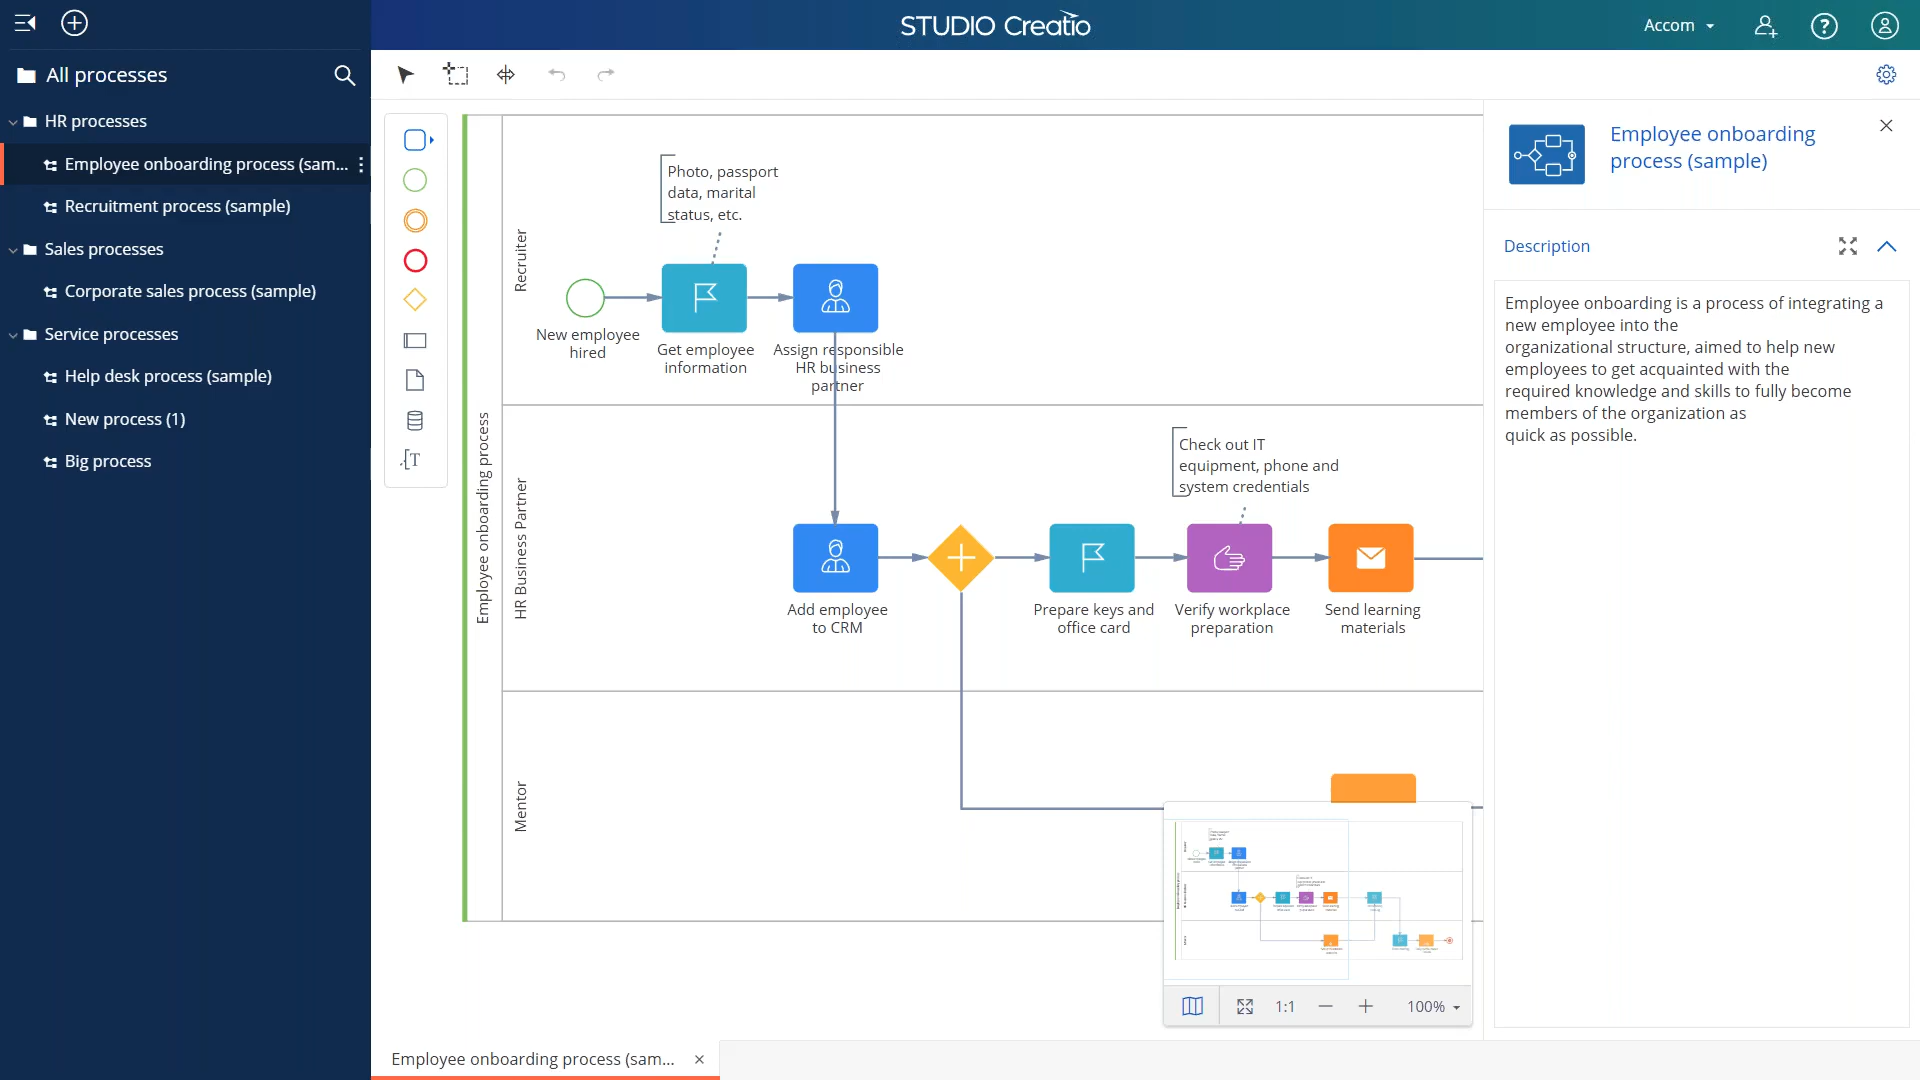 STUDIO Creatio
Accom
All processes
HR processes
Employee onboarding process (sam...
Recruitment process (sample)
Sales processes
Corporate sales process (sample)
Service processes
Help desk process (sample)
New process (1)
Big process
T
Employee onboarding process
Recruiter
Photo, passport
data, marital
status, etc.
New employee
hired
Get employee
information
Assign responsible
HR business
partner
HR Business Partner
Check out IT
equipment, phone and
system credentials
Add employee
to CRM
Prepare keys and
office card
Verify workplace
preparation
Send learning
materials
Mentor
1:1
100%
Employee onboarding process (sam...
Employee onboarding
process (sample)
Description
Employee onboarding is a process of integrating a
new employee into the
organizational structure, aimed to help new
employees to get acquainted with the
required knowledge and skills to fully become
members of the organization as
quick as possible.